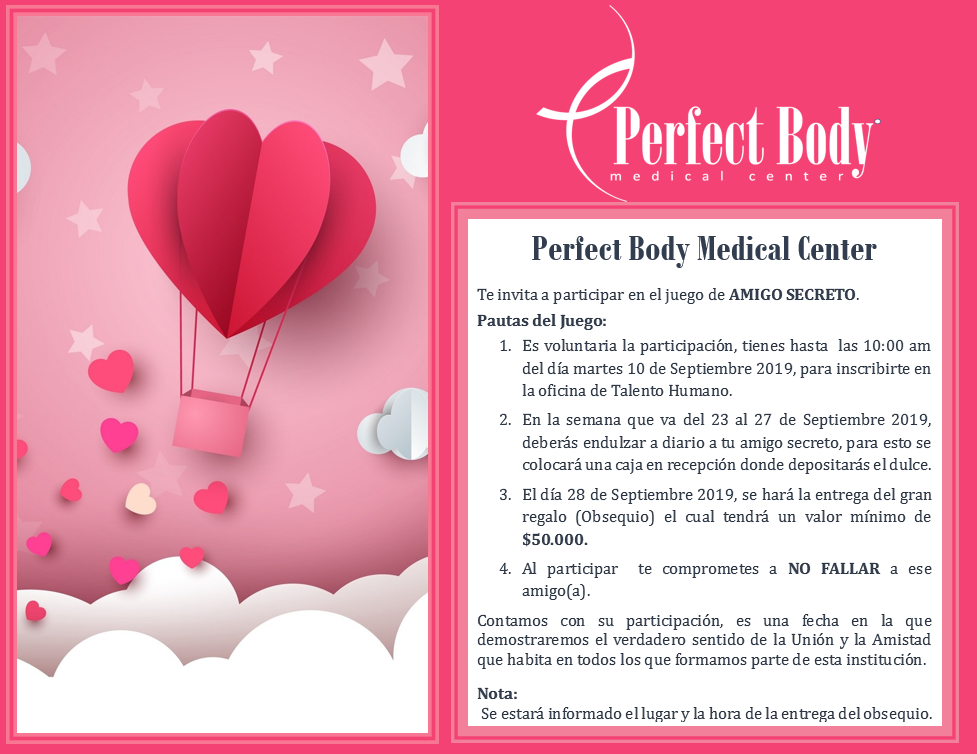 Perfect Body
medical center
Perfect Body Medical Center
Te invita a participar en el juego de AMIGO SECRETO.
Pautas del Juego:
1. Es voluntaria la participación, tienes hasta las 10:00 am
del día martes 10 de Septiembre 2019, para inscribirte en
la oficina de Talento Humano.
2. En la semana que va del 23 al 27 de Septiembre 2019,
deberás endulzar a diario a tu amigo secreto, para esto se
colocará una caja en recepción donde depositarás el dulce.
3. El día 28 de Septiembre 2019, se hará la entrega del gran
regalo (Obsequio) el cual tendrá un valor mínimo de
$50.000.
4. Al participar te comprometes a NO FALLAR a ese
amigo(a).
Contamos con su participación, es una fecha en la que
demostraremos el verdadero sentido de la Unión y la Amistad
que habita en todos los que formamos parte de esta institución.
Nota:
Se estará informado el lugar y la hora de la entrega del obsequio.